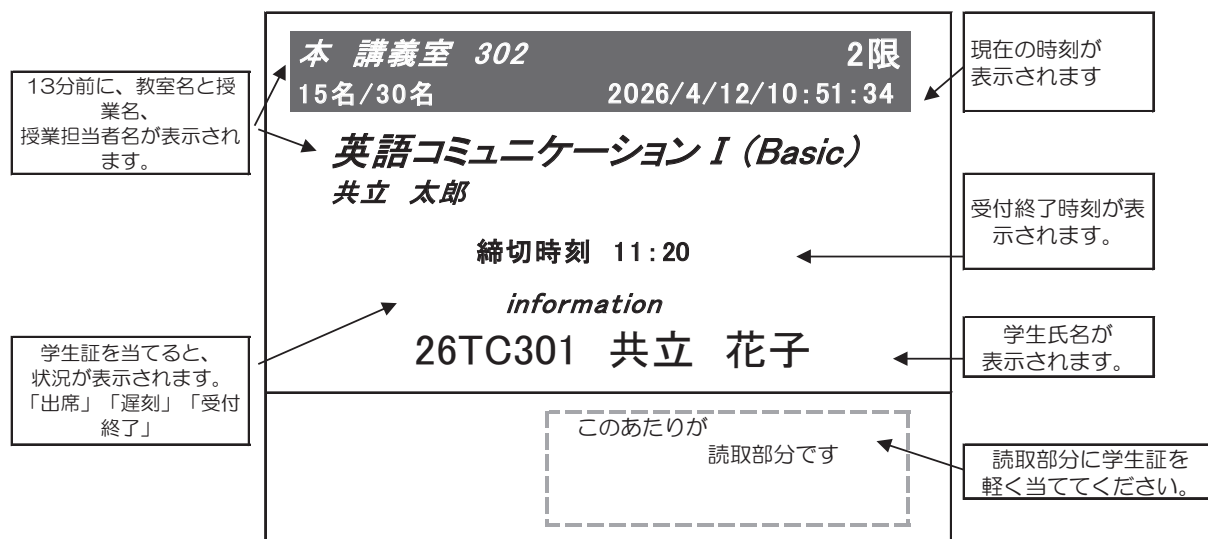 本 講義室 302
2限
15名/30名
2026/4/12/10:51:34
英語コミュニケーションⅠ(Basic)
共立 太郎
締切時刻 11:20
information
26TC301 共立 花子
このあたりが
読取部分です
13分前に、教室名と授
業名、
授業担当者名が表示され
ます。
学生証を当てると、
状況が表示されます。
「出席」「遅刻」「受付
終了」
現在の時刻が
表示されます
受付終了時刻が表
示されます。
学生氏名が
表示されます。
読取部分に学生証を
軽く当ててください。